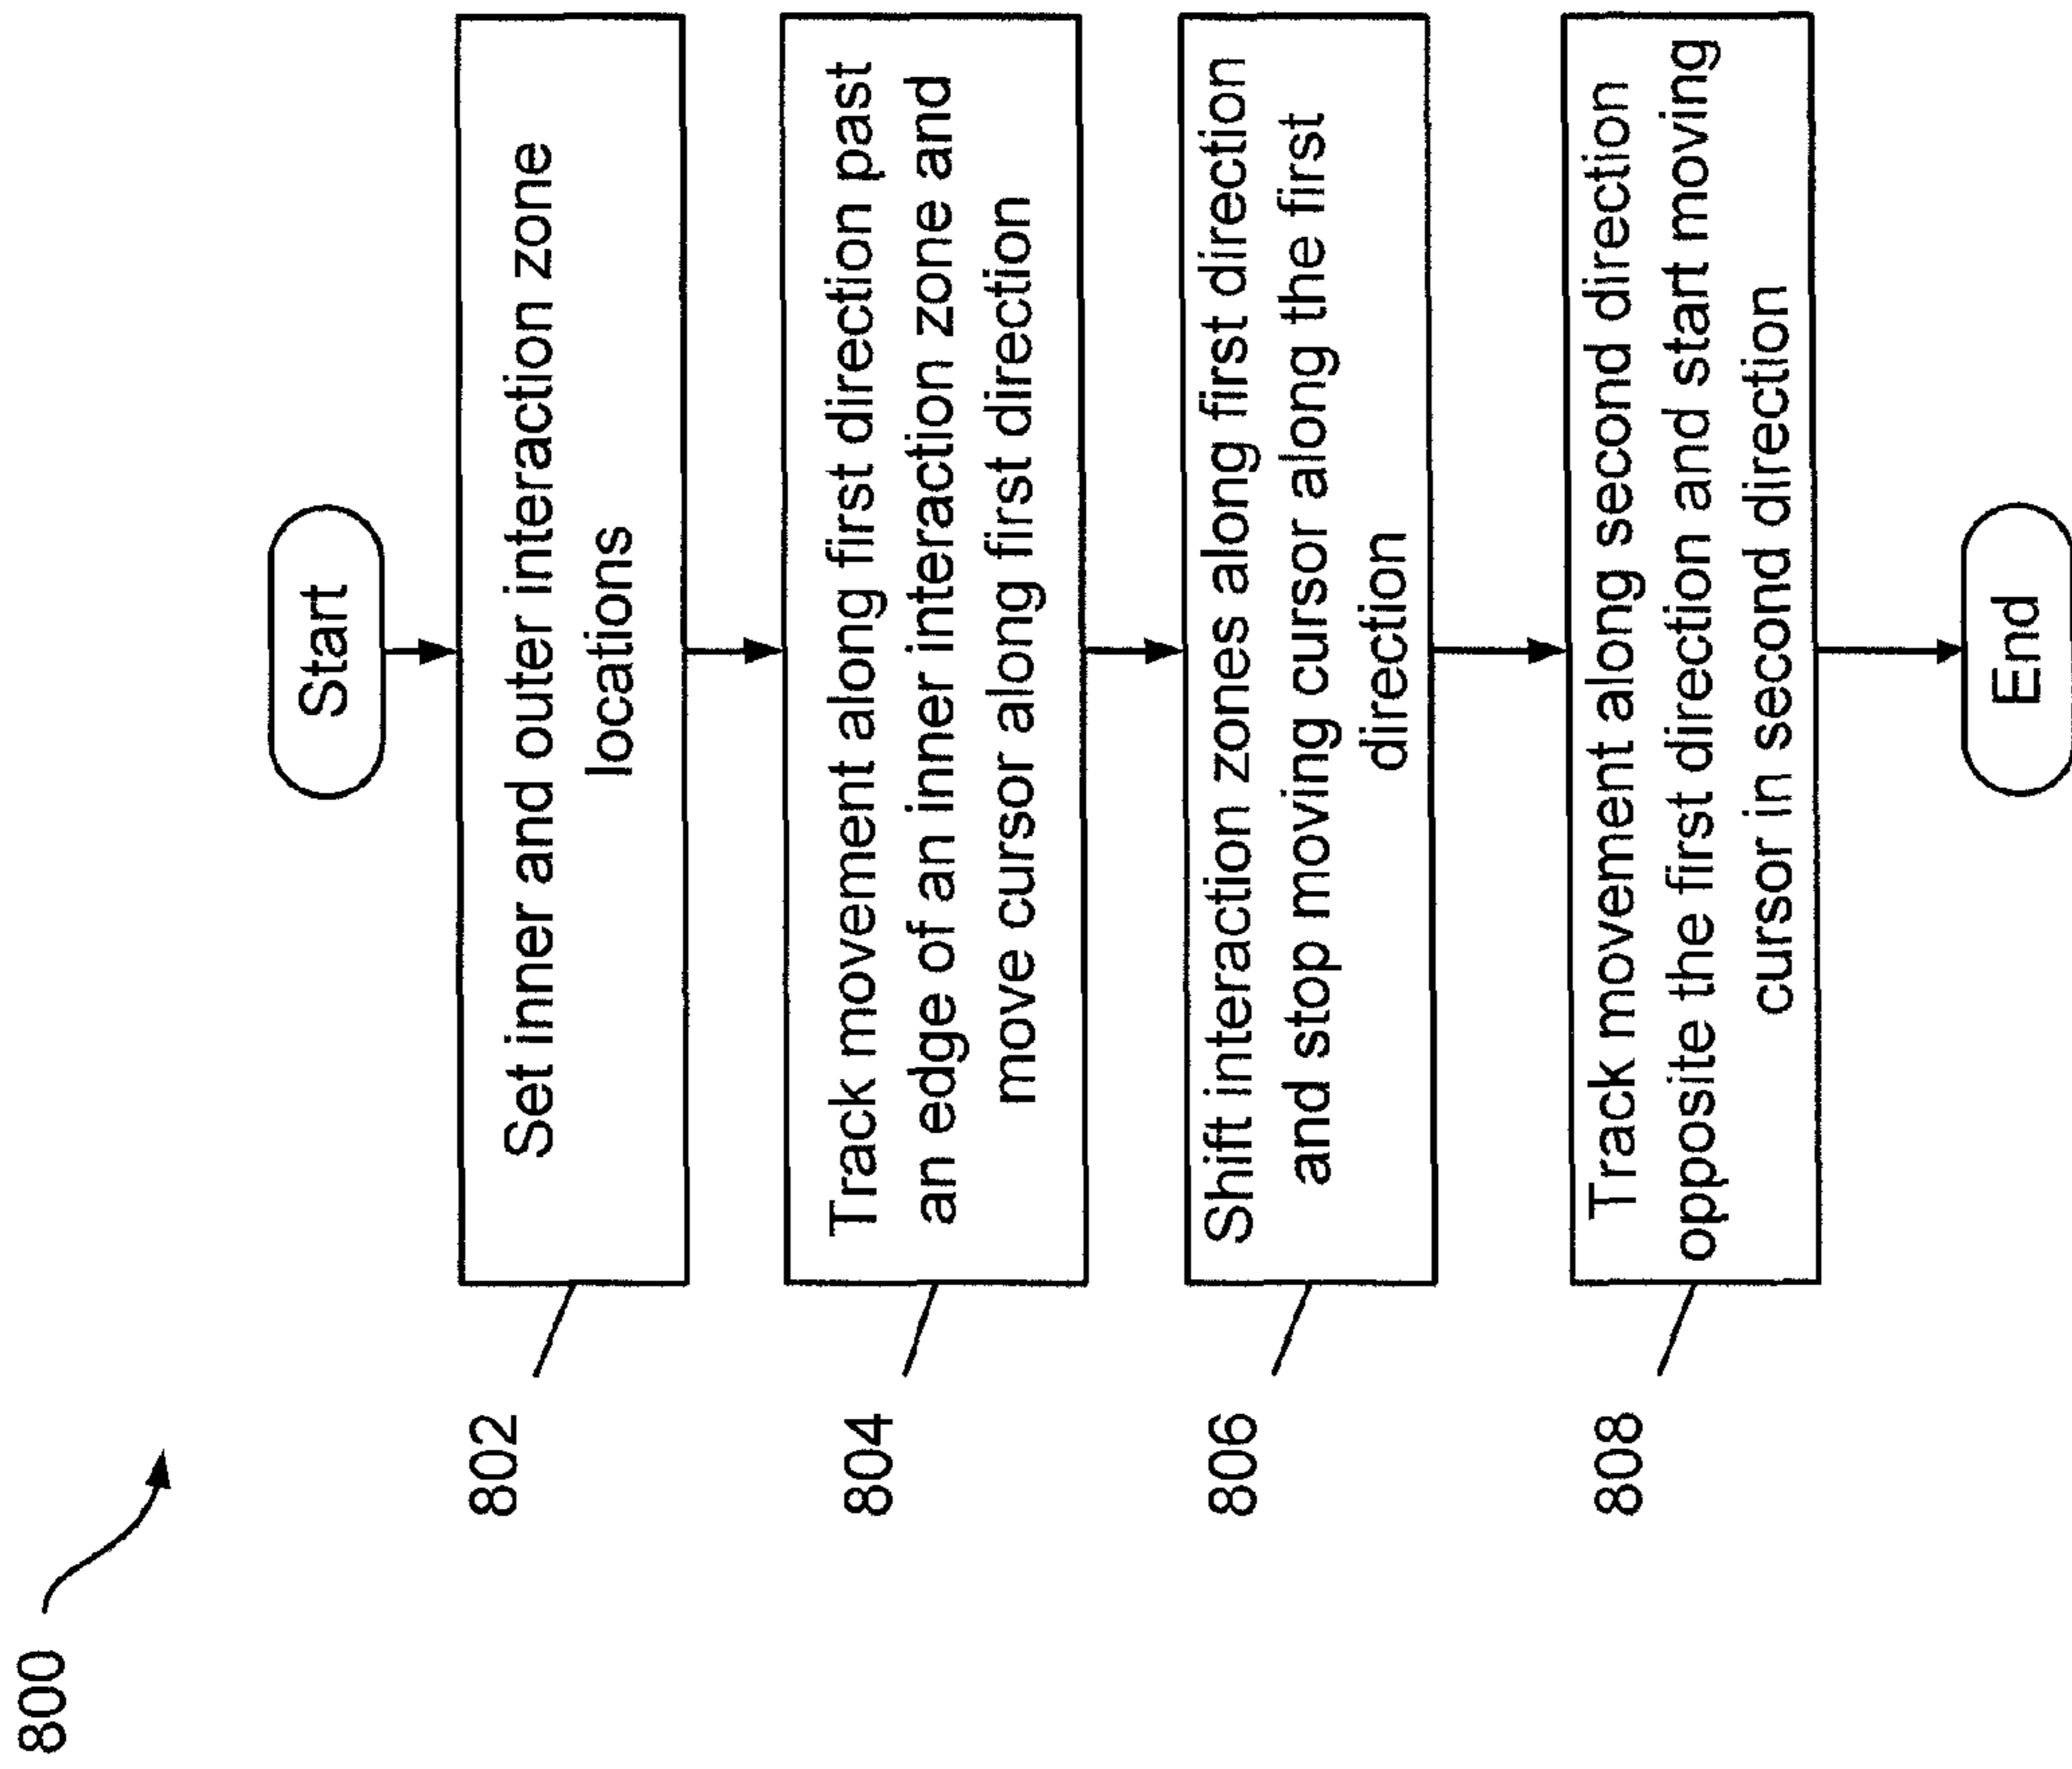 800
Start
802
Set inner and outer interaction zone
locations
804
Track movement along first direction past
an edge of an inner interaction zone and
move cursor along first direction
806
Shift interaction zones along first direction
and stop moving cursor along the first
direction
808
Track movement along second direction
opposite the first direction and start moving
cursor in second direction
End